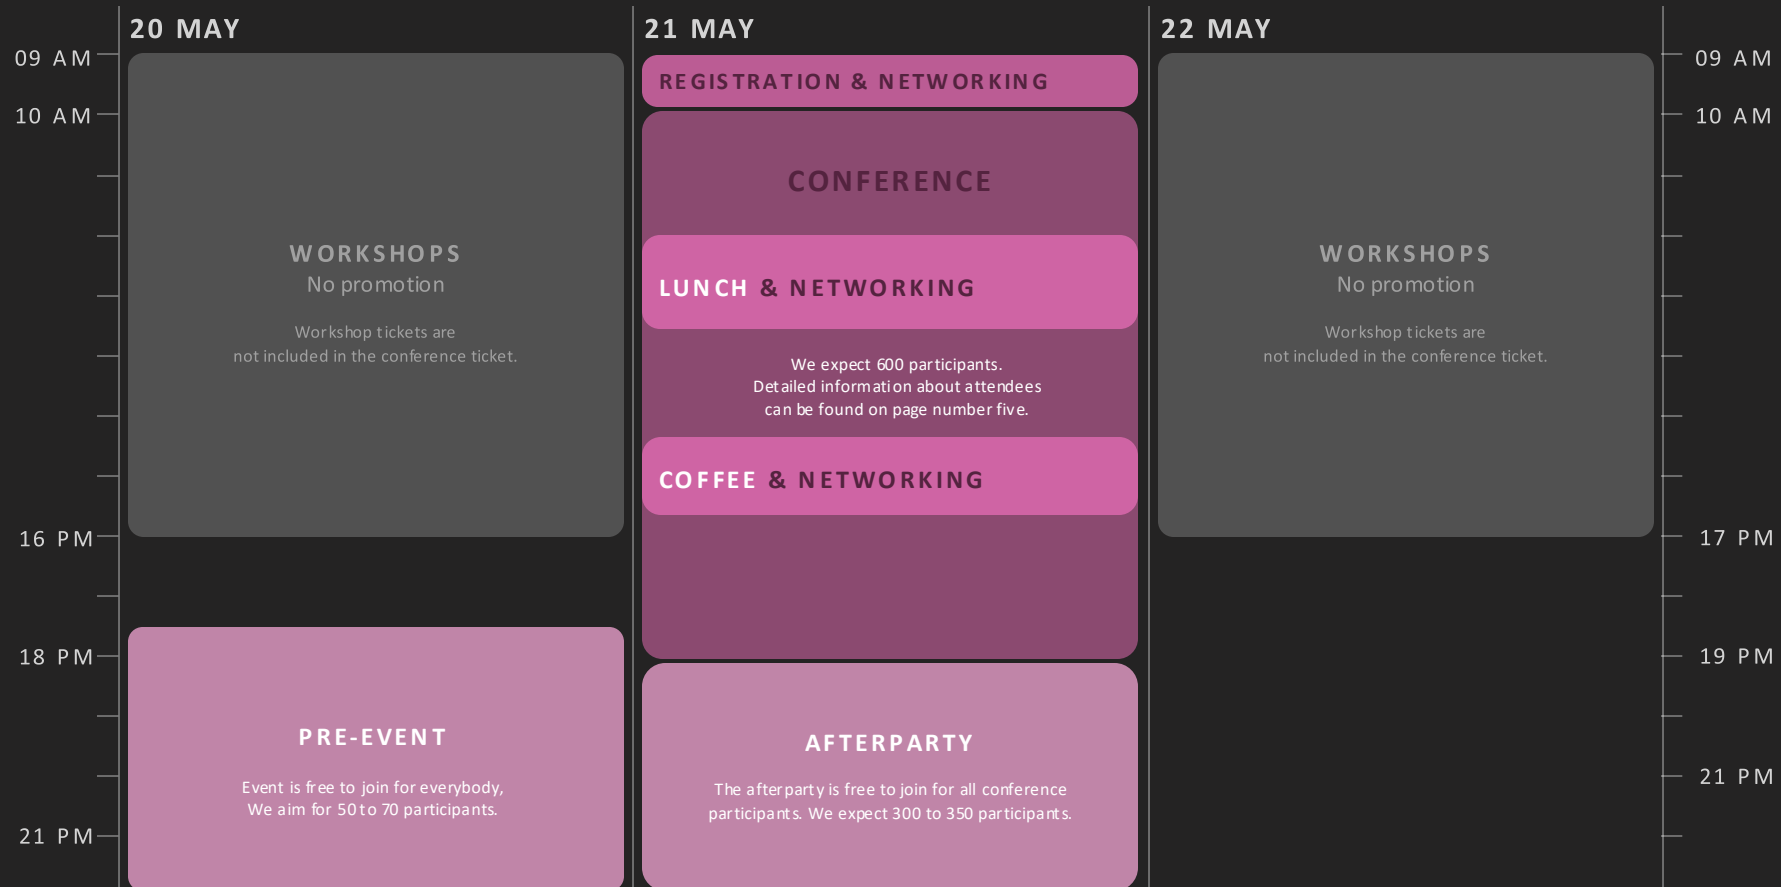 20 MAY
21 MAY
22 MAY
09 AM
10 AM
16 PM
18 PM
21 PM
WORKSHOPS
No promotion
Workshop tickets are
not included in the conference ticket.
PRE-EVENT
Event is free to join for everybody,
We aim for 50 to 70 participants.
REGISTRATION & NETWORKING
CONFERENCE
LUNCH & NETWORKING
We expect 600 participants.
Detailed information about attendees
can be found on page number five.
COFFEE & NETWORKING
AFTERPARTY
The afterparty is free to join for all conference
participants. We expect 300 to 350 participants.
WORKSHOPS
No promotion
Workshop tickets are
not included in the conference ticket.
09 AM
10 AM
17 PM
19 PM
21 PM